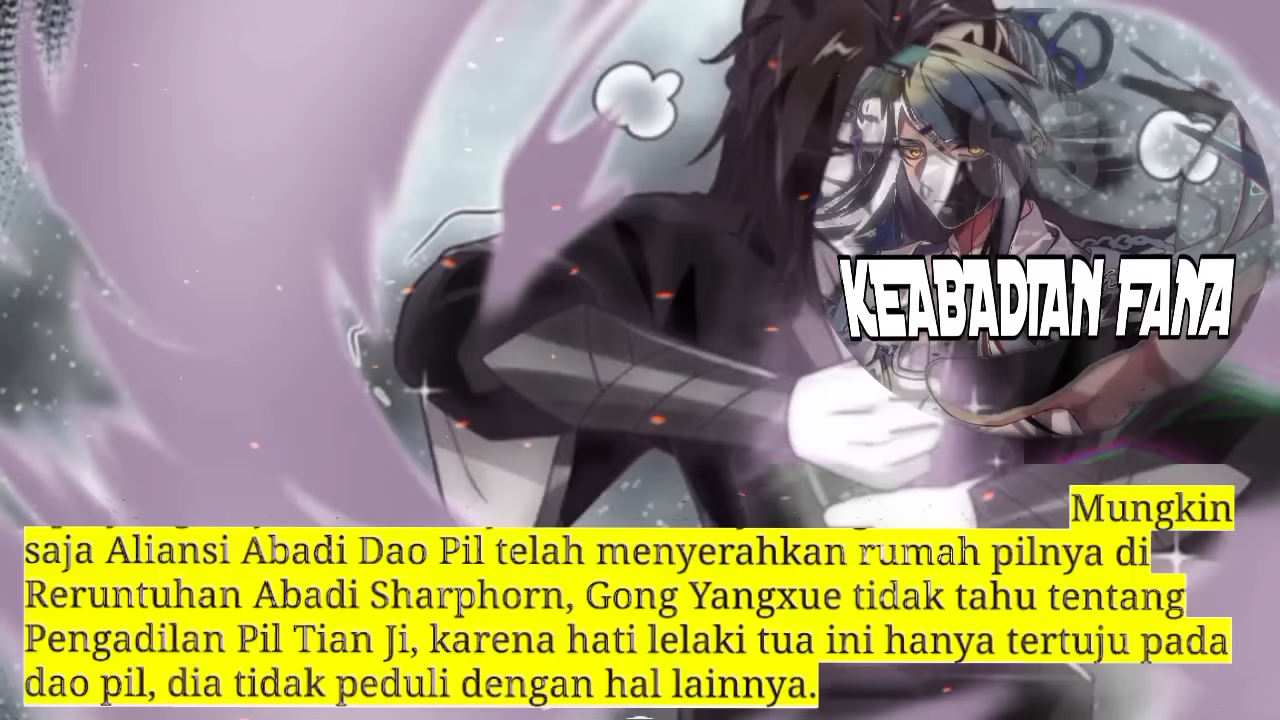 KEABADIAN FANA
Mungkin
saja Aliansi Abadi Dao Pil telah menyerahkan rumah pilnya di
Reruntuhan Abadi Sharphorn, Gong Yangxue tidak tahu tentang
Pengadilan Pil Tian Ji, karena hati lelaki tua ini hanya tertuju pada
dao pil, dia tidak peduli dengan hal lainnya.